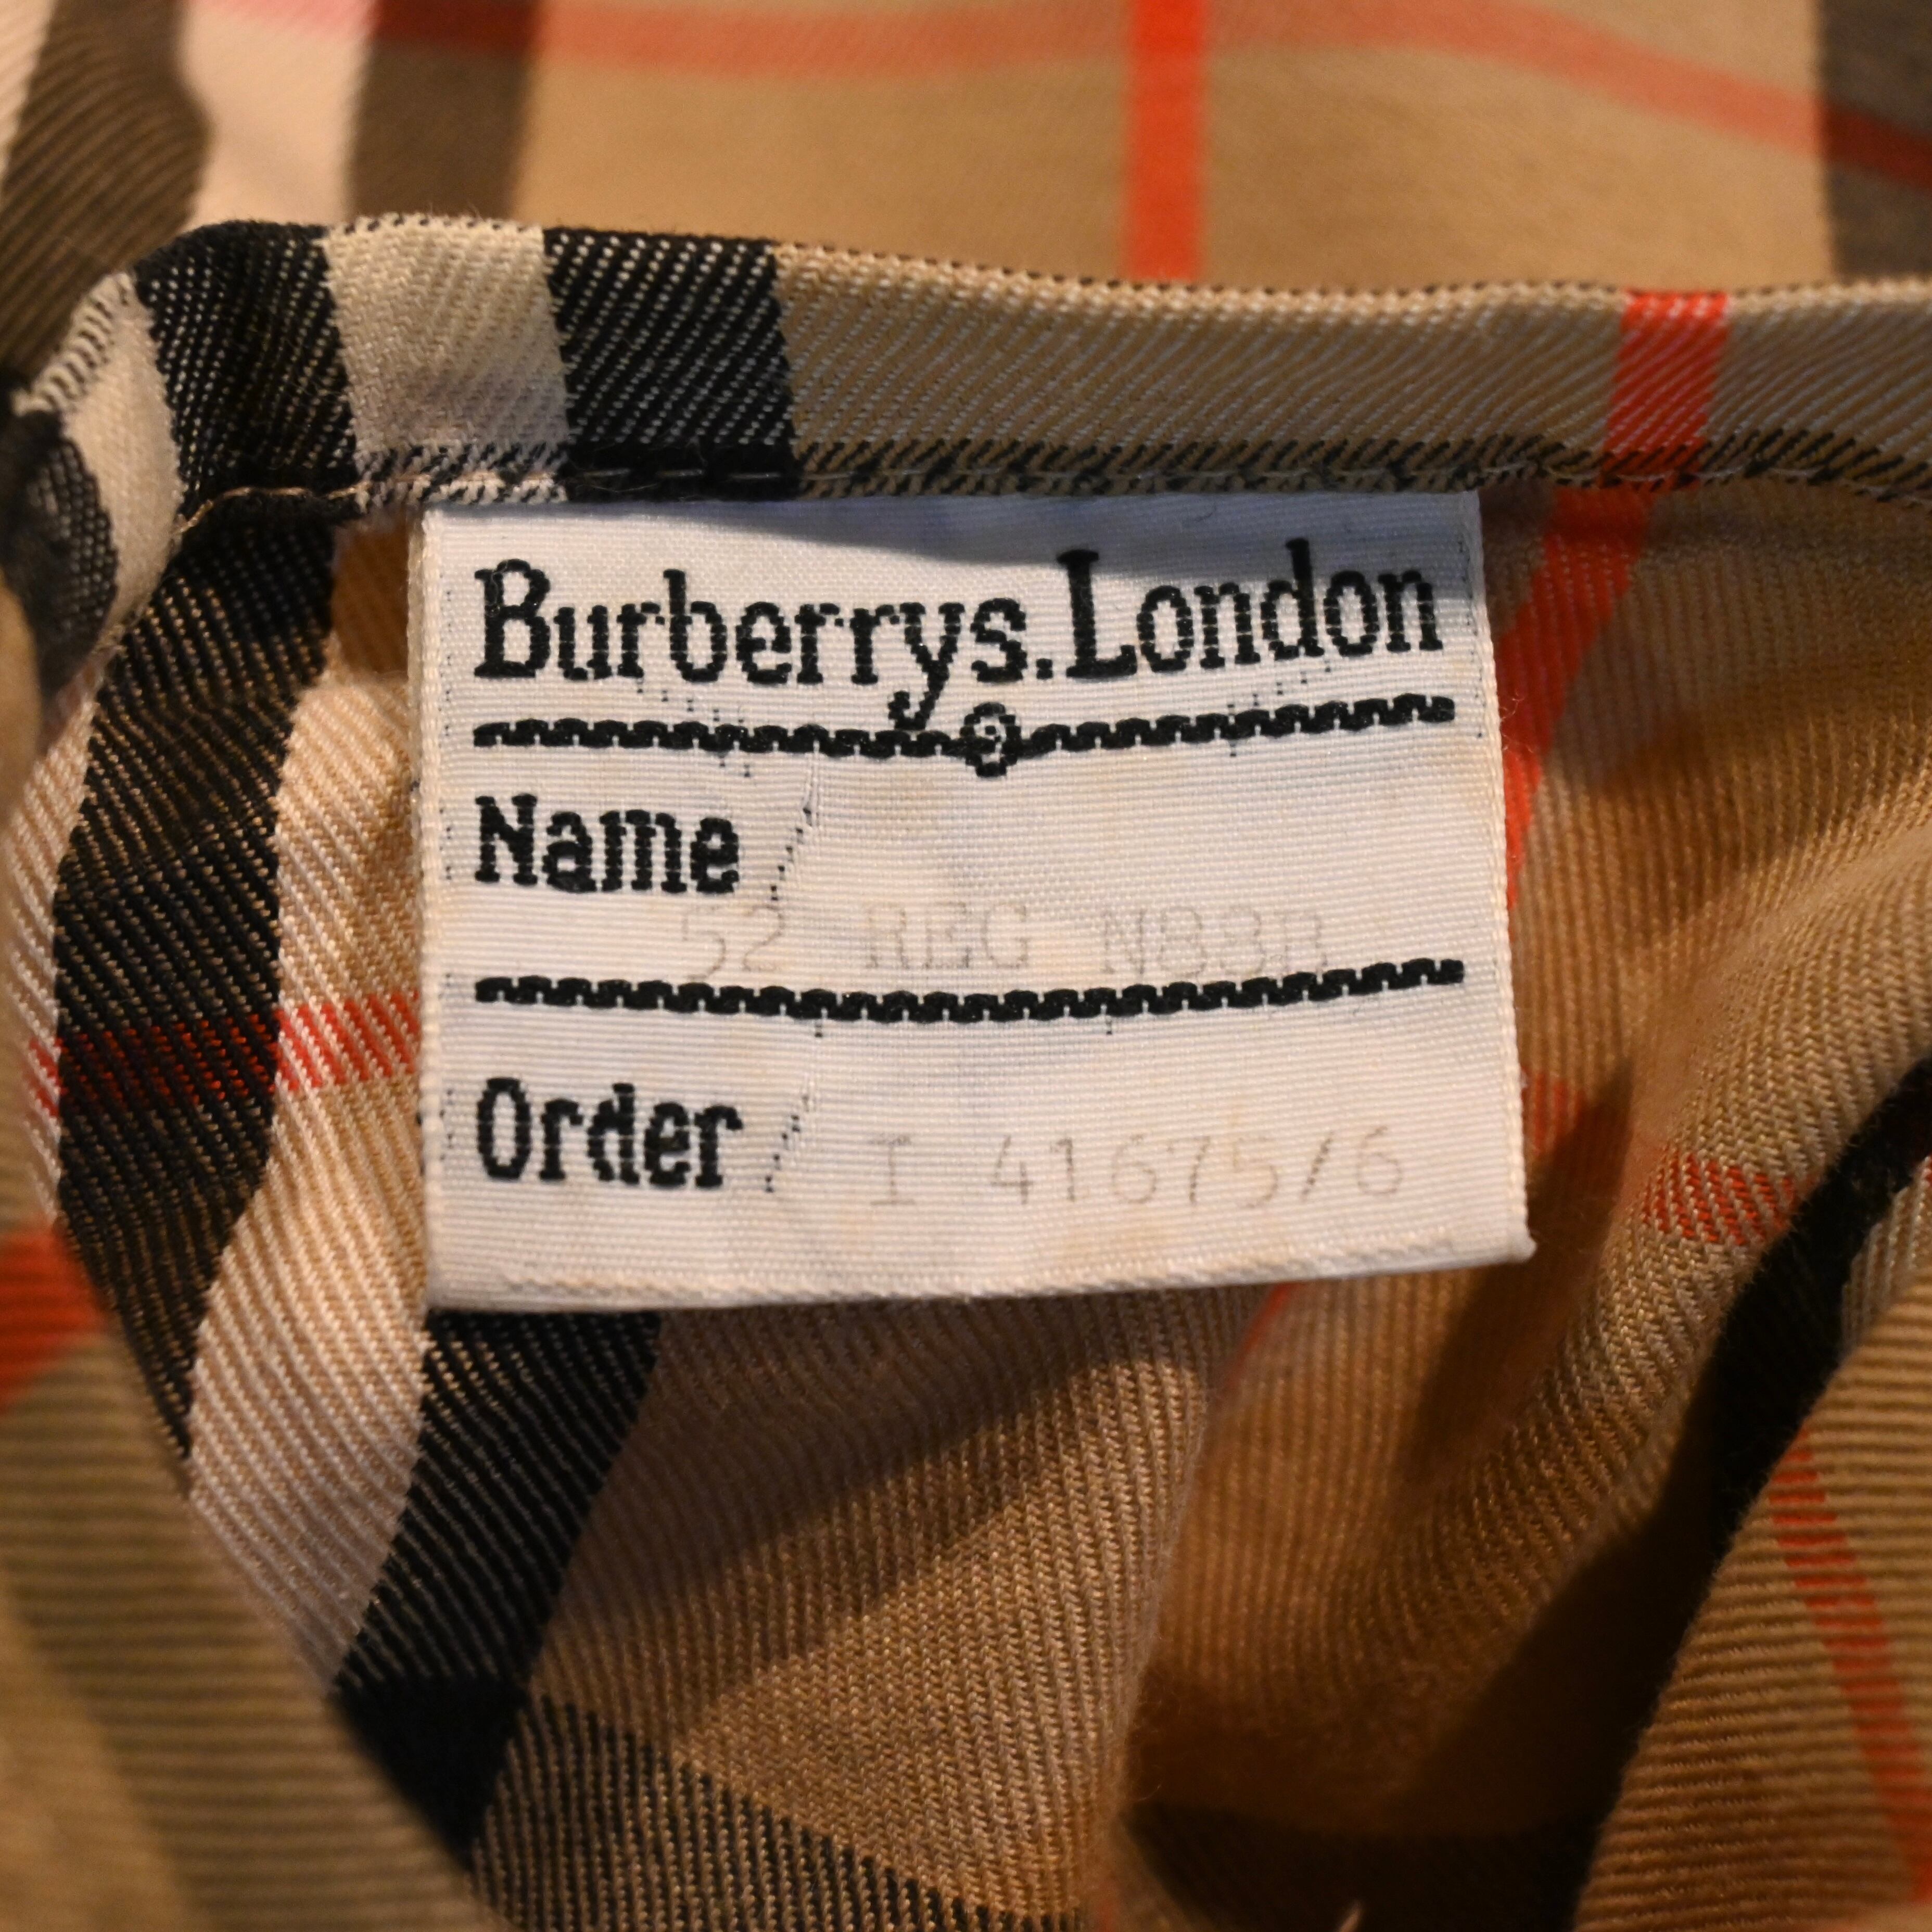 Burberrys.London
Name
52 REG N83B
Order I 41675/6